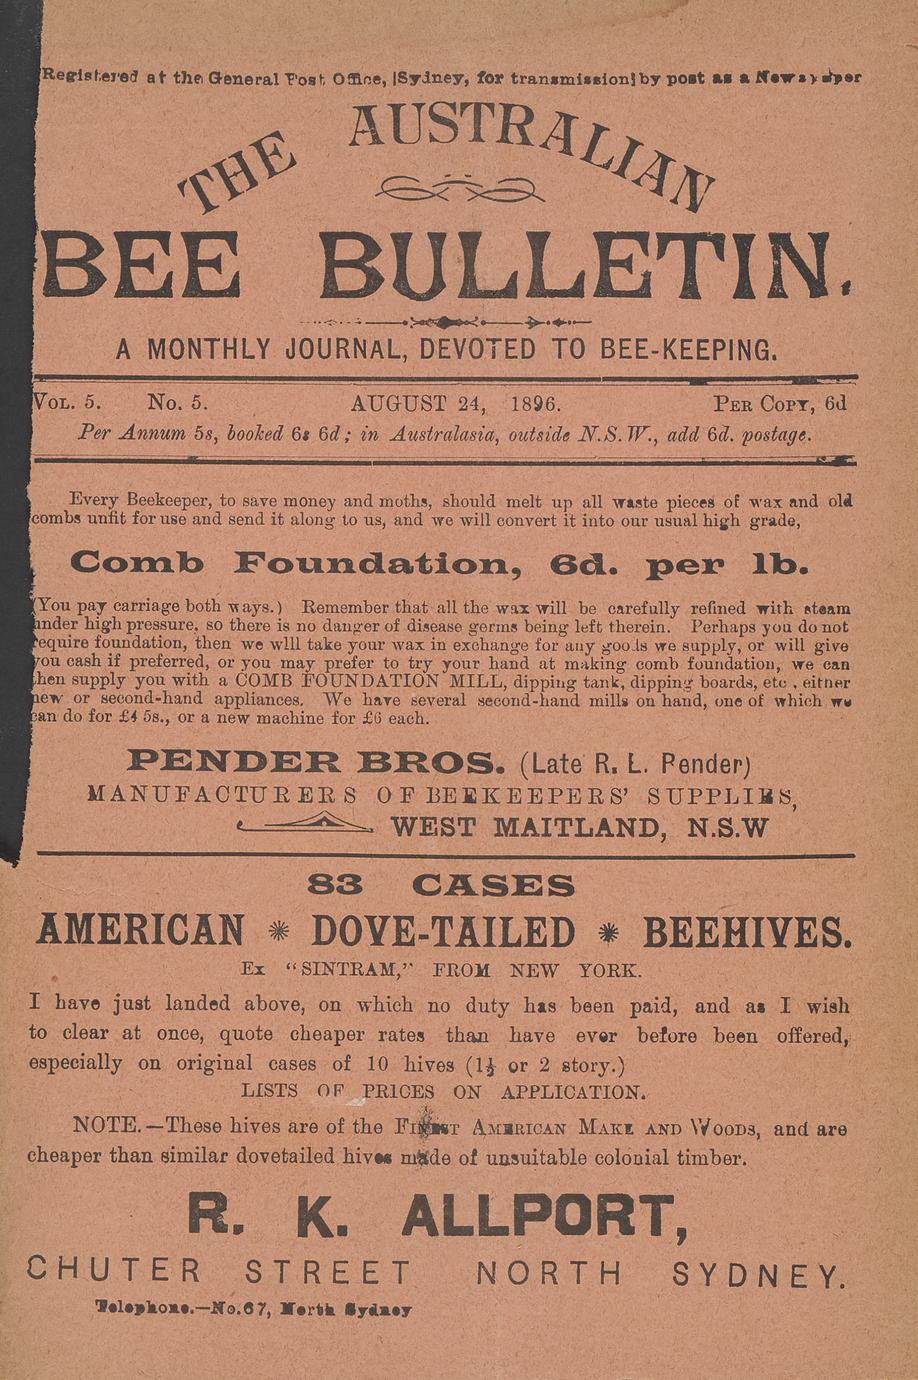 Registered at the General Post Office, Sydney, for transmission by post as a Newspaper
THE AUSTRALIAN
BEE BULLETIN.
A MONTHLY JOURNAL, DEVOTED TO BEE-KEEPING.
VOL. 5. No. 5. AUGUST 24, 1896. PER COPY, 6d
Per Annum 5s, booked 6s 6d; in Australasia, outside N.S.W., add 6d. postage.
Every Beekeeper, to save money and moths, should melt up all waste pieces of wax and old
combs unfit for use and send it along to us, and we will convert it into our usual high grade,
Comb Foundation, 6d. per lb.
(You pay carriage both ways.) Remember that all the wax will be carefully refined with steam
under high pressure, so there is no danger of disease germs being left therein. Perhaps you do not
require foundation, then we wlll take your wax in exchange for any goods we supply, or will give
you cash if preferred, or you may prefer to try your hand at making comb foundation, we can
then supply you with a COMB FOUNDATION MILL, dipping tank, dipping boards, etc , either
new or second-hand appliances. We have several second-hand mills on hand, one of which we
can do for £4 5s., or a new machine for £6 each.
PENDER BROS. (Late R. L. Pender)
MANUFACTURERS OF BEEKEEPERS' SUPPLIES,
WEST MAITLAND, N.S.W
83 CASES
AMERICAN * DOVE-TAILED * BEEHIVES.
Ex "SINTRAM," FROM NEW YORK.
I have just landed above, on which no duty has been paid, and as I wish
to clear at once, quote cheaper rates than have ever before been offered,
especially on original cases of 10 hives (1½ or 2 story.)
LISTS OF PRICES ON APPLICATION.
NOTE.—These hives are of the FINEST AMERICAN MAKE AND WOODS, and are
cheaper than similar dovetailed hives made of unsuitable colonial timber.
R. K. ALLPORT,
CHUTER STREET NORTH SYDNEY.
Telephone.—No.67, North Sydney